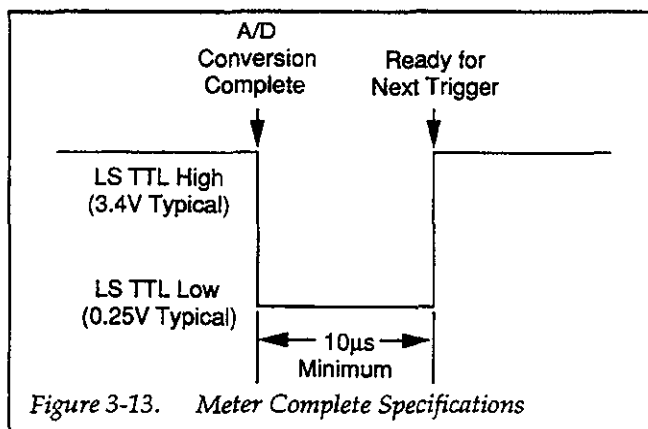 A/D
Conversion
Complete
Ready for
Next Trigger
LS TTL High
(3.4V Typical)
LS TTL Low
(0.25V Typical)
10µs
Minimum
Figure 3-13. Meter Complete Specifications